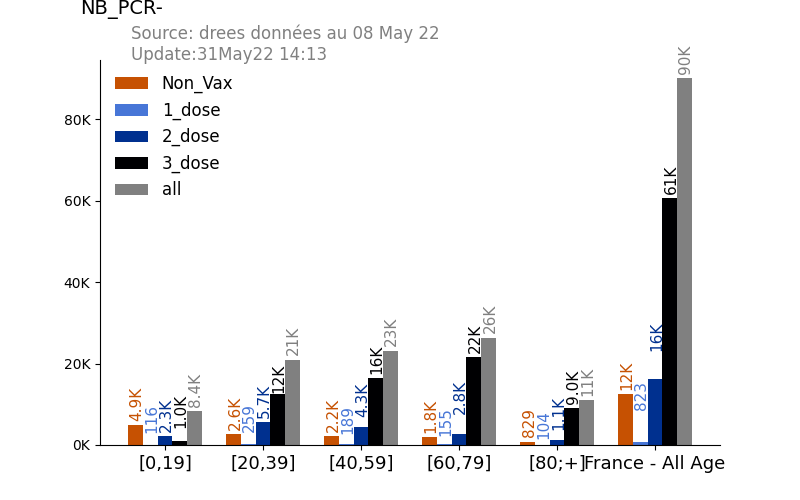 NB_PCR-
Source: drees données au 08 May 22
Update:31May22 14:13
Non_Vax
1_dose
2_dose
3_dose
all
80K
60K
40K
20K
0K
4.9K
116
2.3K
1.0K
8.4K
2.6K
259
5.7K
12K
21K
2.2K
189
4.3K
16K
23K
1.8K
155
2.8K
22K
26K
829
104
1.1K
9.0K
11K
12K
823
16K
61K
90K
[0,19]
[20,39]
[40,59]
[60,79]
[80;+]
France - All Age